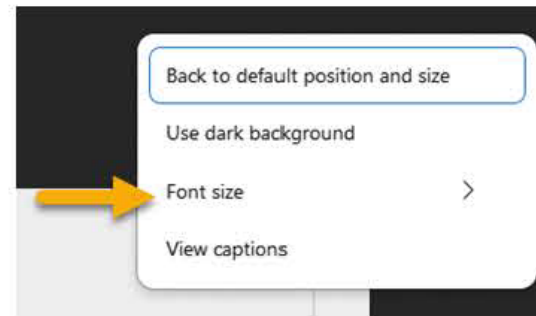 Back to default position and size
Use dark background
Font size
View captions